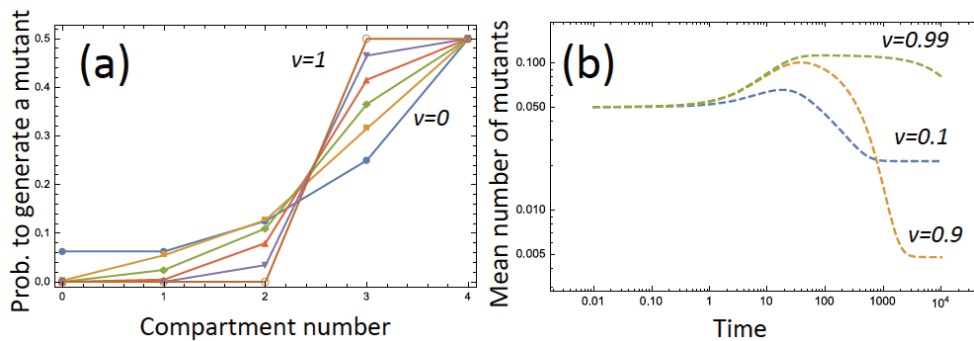 (a)
v=1
v=0
Prob. to generate a mutant
0.5
0.4
0.3
0.2
0.1
0.0
0
1
2
3
4
Compartment number
(b)
v=0.99
v=0.1
v=0.9
Mean number of mutants
0.100
0.050
0.010
0.005
0.01
0.10
1
10
100
1000
10⁴
Time